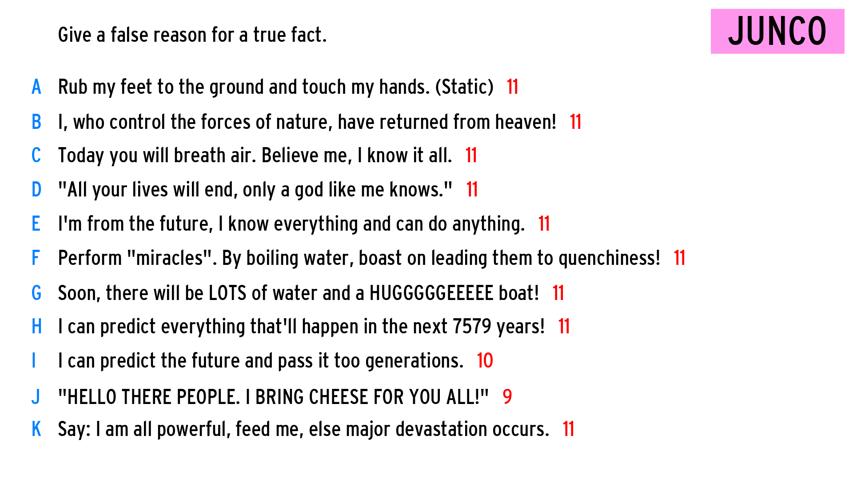 Give a false reason for a true fact.
JUNCO
A Rub my feet to the ground and touch my hands. (Static) 11
B I, who control the forces of nature, have returned from heaven! 11
C Today you will breath air. Believe me, I know it all. 11
D "All your lives will end, only a god like me knows." 11
E I'm from the future, I know everything and can do anything. 11
F Perform "miracles". By boiling water, boast on leading them to quenchiness! 11
G Soon, there will be LOTS of water and a HUGGGGGEEEEE boat! 11
H I can predict everything that'll happen in the next 7579 years! 11
I I can predict the future and pass it too generations. 10
J "HELLO THERE PEOPLE. I BRING CHEESE FOR YOU ALL!" 9
K Say: I am all powerful, feed me, else major devastation occurs. 11